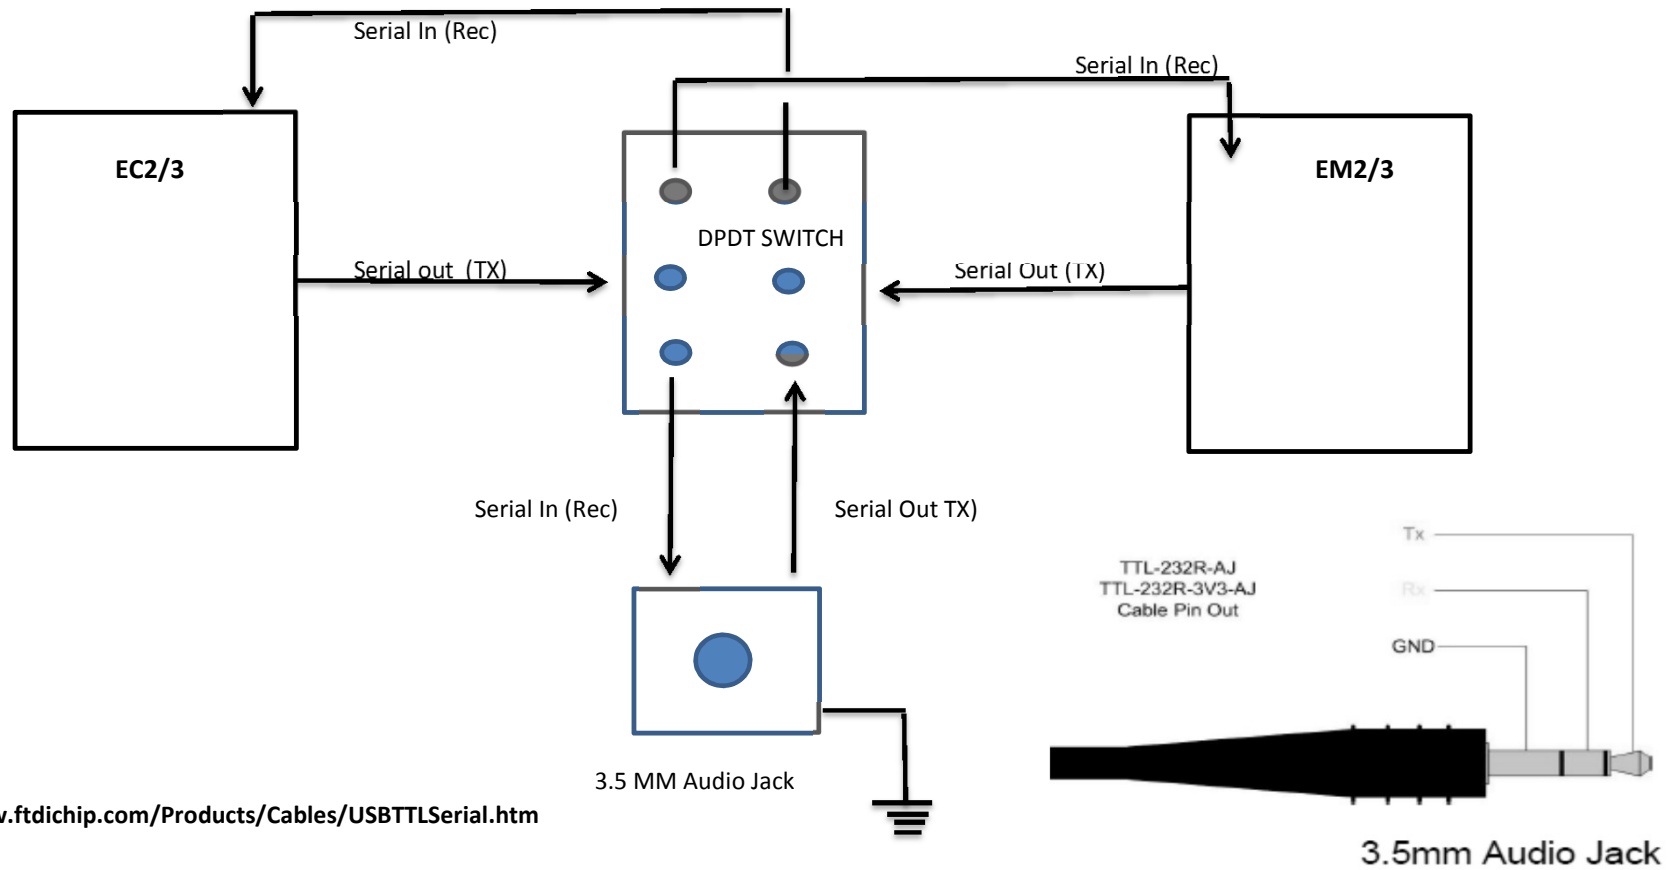 Serial In (Rec)
Serial In (Rec)
EC2/3
EM2/3
DPDT SWITCH
Serial out  (TX)
Serial Out (TX)
Serial In (Rec)
Serial Out TX)
Tx
TTL-232R-AJ
TTL-232R-3V3-AJ
Cable Pin Out
Rx
GND
3.5 MM Audio Jack
.ftdichip.com/Products/Cables/USBTTLSerial.htm
3.5mm Audio Jack